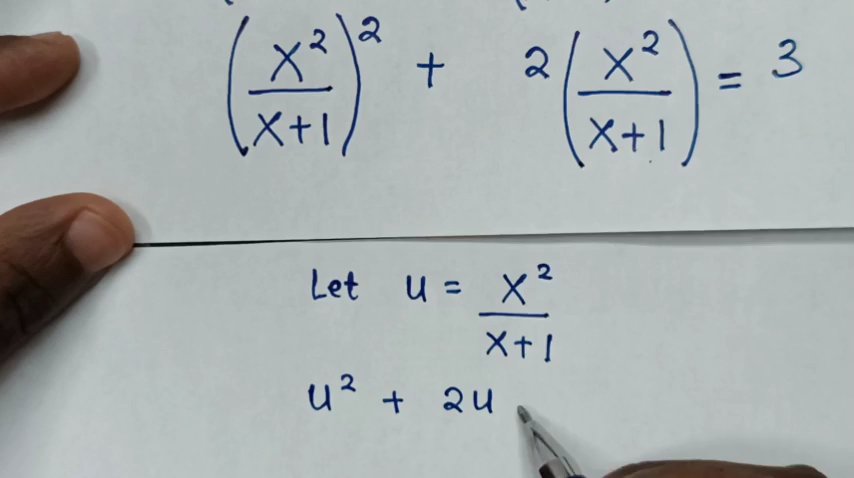 (x²/(x+1))² + 2(x²/(x+1)) = 3
Let u = x²/(x+1)
u² + 2u